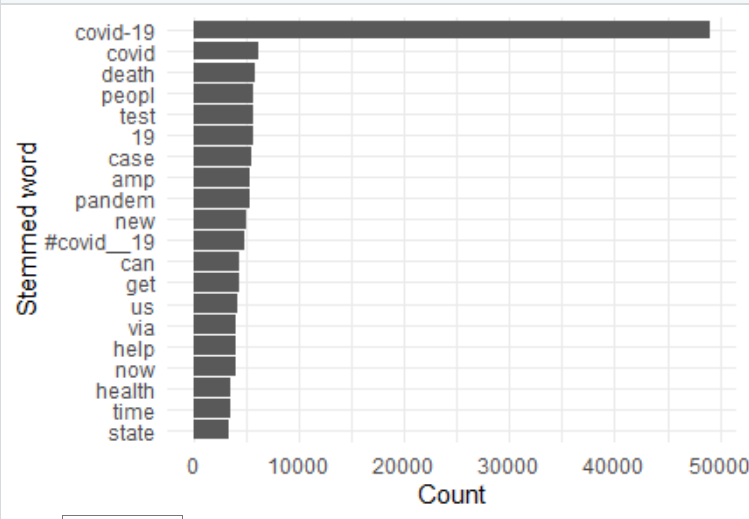 covid-19
covid
death
peopl
test
19
case
amp
pandem
new
#covid__19
can
get
us
via
help
now
health
time
state
Stemmed word
0 10000 20000 30000 40000 50000
Count